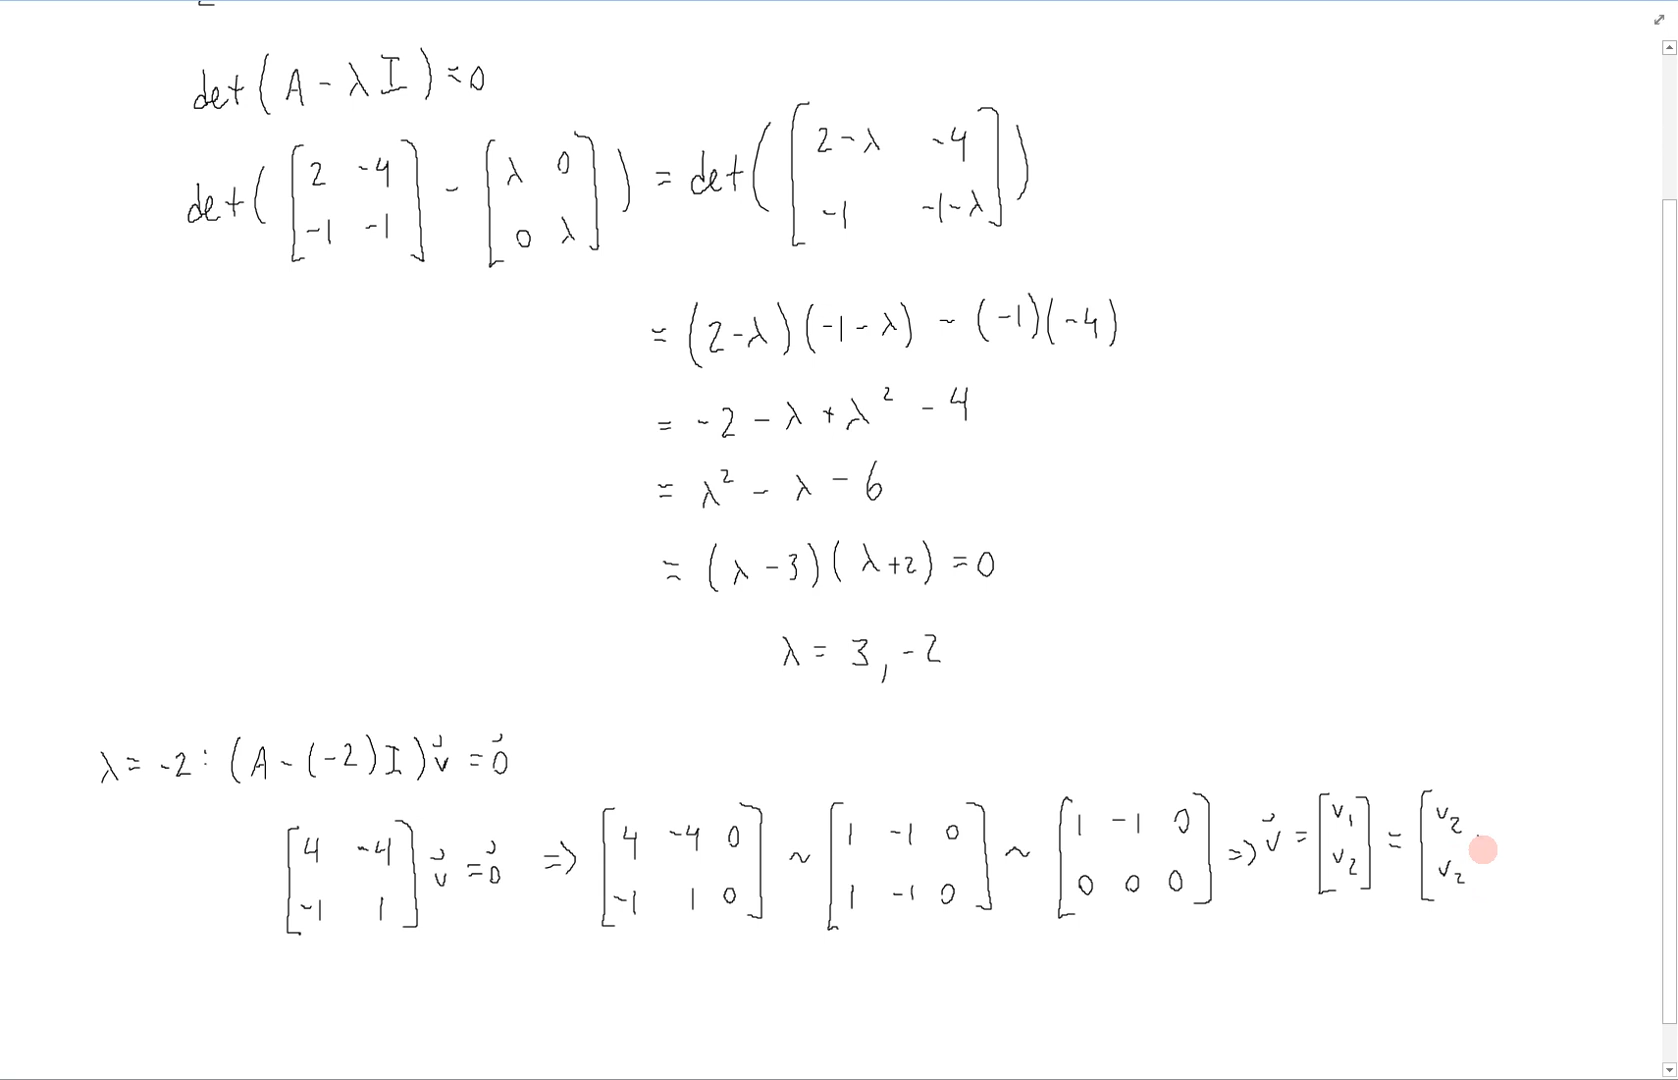 det(A - λI) = 0
det([2 -4; -1 -1] - [λ 0; 0 λ]) = det([2-λ -4; -1 -1-λ])
= (2-λ)(-1-λ) - (-1)(-4)
= -2 - λ + λ² - 4
= λ² - λ - 6
= (λ - 3)(λ + 2) = 0
λ = 3, -2
λ = -2 : (A - (-2)I)v⃗ = 0⃗
[4 -4; -1 1] v⃗ = 0⃗ => [4 -4 0; -1 1 0] ~ [1 -1 0; 1 -1 0] ~ [1 -1 0; 0 0 0] => v⃗ = [v₁; v₂] = [v₂; v₂